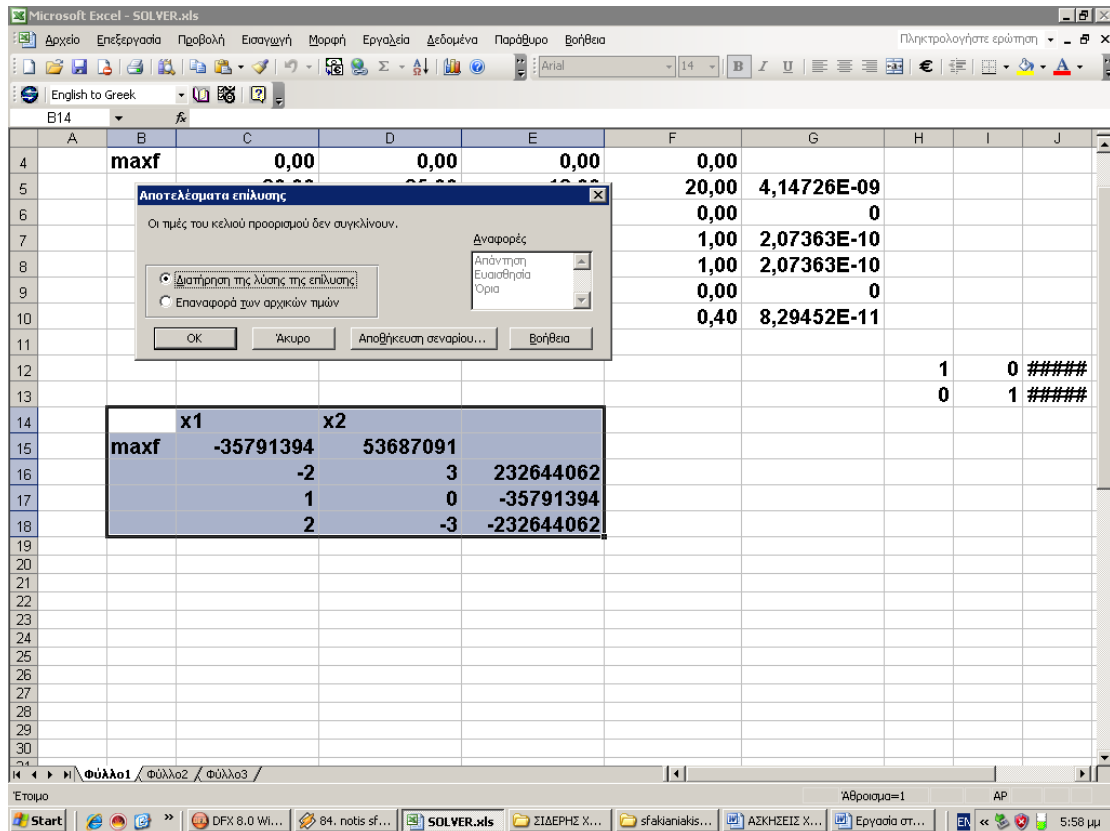 Microsoft Excel - SOLVER.xls
Αρχείο Επεξεργασία Προβολή Εισαγωγή Μορφή Εργαλεία Δεδομένα Παράθυρο Βοήθεια Πληκτρολογήστε ερώτηση
Arial 14 B I U €
English to Greek
B14 fx
A B C D E F G H I J
4 maxf 0,00 0,00 0,00 0,00
5 20,00 4,14726E-09
6 0,00 0
7 1,00 2,07363E-10
8 1,00 2,07363E-10
9 0,00 0
10 0,40 8,29452E-11
11
12 1 0 #####
13 0 1 #####
14 x1 x2
15 maxf -35791394 53687091
16 -2 3 232644062
17 1 0 -35791394
18 2 -3 -232644062
19
20
21
22
23
24
25
26
27
28
29
30
Αποτελέσματα επίλυσης
Οι τιμές του κελιού προορισμού δεν συγκλίνουν.
Αναφορές
Απάντηση
Ευαισθησία
Όρια
Διατήρηση της λύσης της επίλυσης
Επαναφορά των αρχικών τιμών
OK Άκυρο Αποθήκευση σεναρίου... Βοήθεια
Φύλλο1 Φύλλο2 Φύλλο3
Έτοιμο Άθροισμα=1 AP
Start » DFX 8.0 Wi... 84. notis sf... SOLVER.xls ΣΙΔΕΡΗΣ Χ... sfakianiakis... ΑΣΚΗΣΕΙΣ Χ... Εργασία στ... EN « 5:58 μμ